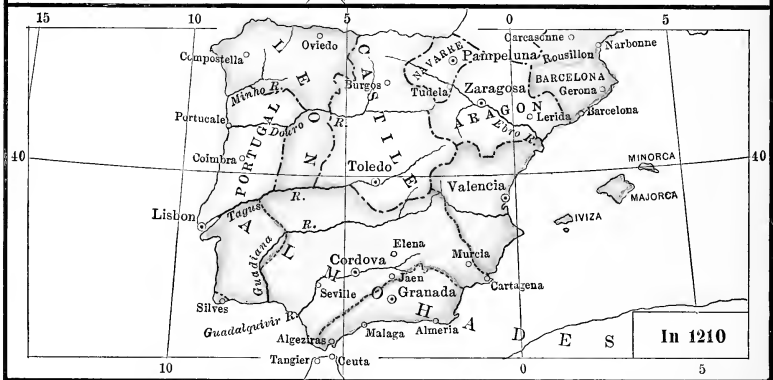 15
10
5
0
5
Carcasonne
Narbonne
Oviedo
Compostella
Pampeluna
Rousillon
NAVARRE
BARCELONA
Gerona
Burgos
Tudela
Zaragosa
Minho R.
LEON
CASTILE
ARAGON
Lerida
Barcelona
Portucale
Douro R.
Ebro R.
PORTUGAL
40
Coimbra
40
Toledo
MINORCA
Valencia
MAJORCA
Lisbon
Tagus R.
IVIZA
Guadiana R.
Elena
Murcia
Cordova
Jaen
Cartagena
Seville
Granada
Silves
ALMOHADES
Guadalquivir R.
Almeria
Malaga
Algeziras
In 1210
Tangier
Ceuta
10
5
0
5